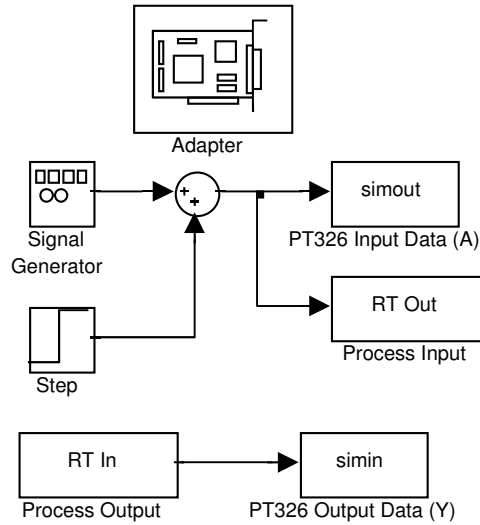 Adapter
+
+
Signal
Generator
simout
PT326 Input Data (A)
RT Out
Process Input
Step
RT In
Process Output
simin
PT326 Output Data (Y)